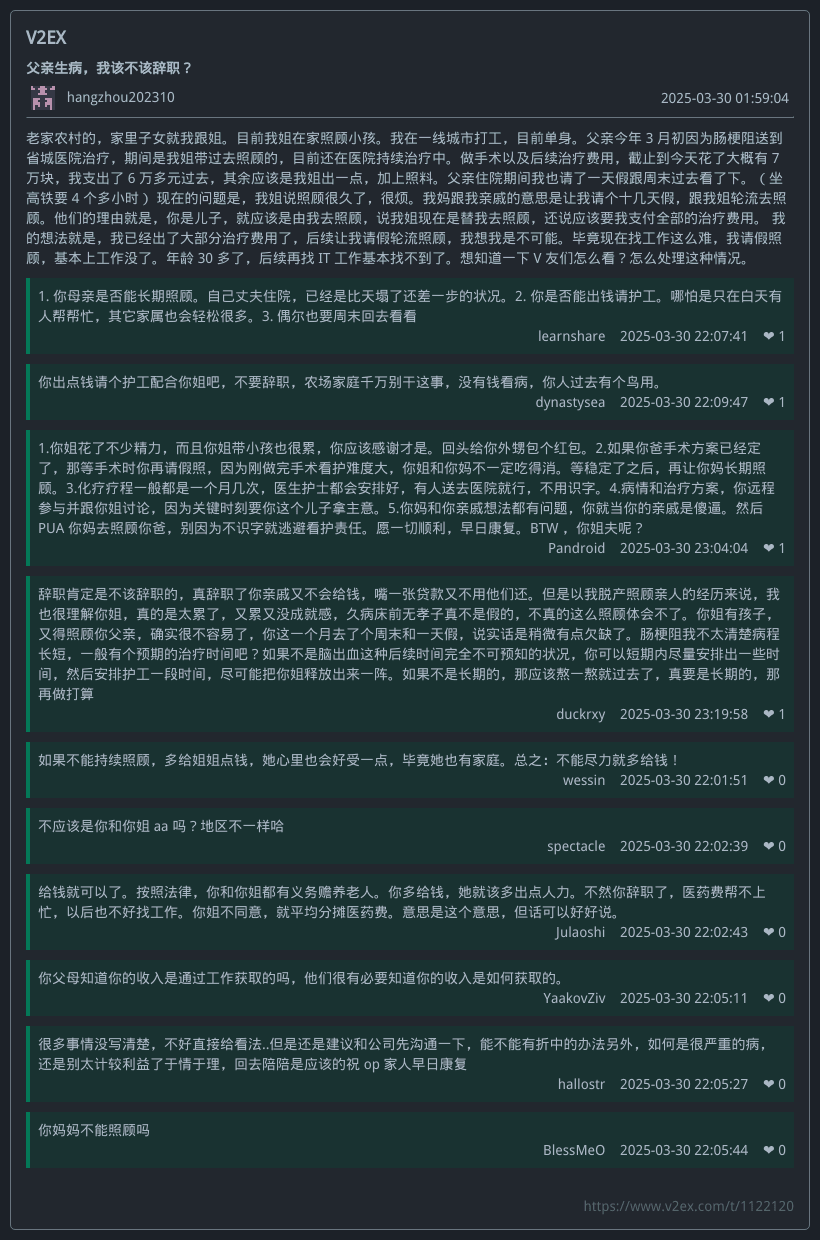 V2EX
父亲生病，我该不该辞职？
hangzhou202310
2025-03-30 01:59:04
老家农村的，家里子女就我跟姐。目前我姐在家照顾小孩。我在一线城市打工，目前单身。父亲今年 3 月初因为肠梗阻送到
省城医院治疗，期间是我姐带过去照顾的，目前还在医院持续治疗中。做手术以及后续治疗费用，截止到今天花了大概有 7
万块，我支出了 6 万多元过去，其余应该是我姐出一点，加上照料。父亲住院期间我也请了一天假跟周末过去看了下。（ 坐
高铁要 4 个多小时 ）现在的问题是，我姐说照顾很久了，很烦。我妈跟我亲戚的意思是让我请个十几天假，跟我姐轮流去照
顾。他们的理由就是，你是儿子，就应该是由我去照顾，说我姐现在是替我去照顾，还说应该要我支付全部的治疗费用。 我
的想法就是，我已经出了大部分治疗费用了，后续让我请假轮流照顾，我想我是不可能。毕竟现在找工作这么难，我请假照
顾，基本上工作没了。年龄 30 多了，后续再找 IT 工作基本找不到了。想知道一下 V 友们怎么看？怎么处理这种情况。
1. 你母亲是否能长期照顾。自己丈夫住院，已经是比天塌了还差一步的状况。2. 你是否能出钱请护工。哪怕是只在白天有
人帮帮忙，其它家属也会轻松很多。3. 偶尔也要周末回去看看
learnshare 2025-03-30 22:07:41 ❤ 1
你出点钱请个护工配合你姐吧，不要辞职，农场家庭千万别干这事，没有钱看病，你人过去有个鸟用。
dynastysea 2025-03-30 22:09:47 ❤ 1
1.你姐花了不少精力，而且你姐带小孩也很累，你应该感谢才是。回头给你外甥包个红包。2.如果你爸手术方案已经定
了，那等手术时你再请假照，因为刚做完手术看护难度大，你姐和你妈不一定吃得消。等稳定了之后，再让你妈长期照
顾。3.化疗疗程一般都是一个月几次，医生护士都会安排好，有人送去医院就行，不用识字。4.病情和治疗方案，你远程
参与并跟你姐讨论，因为关键时刻要你这个儿子拿主意。5.你妈和你亲戚想法都有问题，你就当你的亲戚是傻逼。然后
PUA 你妈去照顾你爸，别因为不识字就逃避看护责任。愿一切顺利，早日康复。BTW ，你姐夫呢？
Pandroid 2025-03-30 23:04:04 ❤ 1
辞职肯定是不该辞职的，真辞职了你亲戚又不会给钱，嘴一张贷款又不用他们还。但是以我脱产照顾亲人的经历来说，我
也很理解你姐，真的是太累了，又累又没成就感，久病床前无孝子真不是假的，不真的这么照顾体会不了。你姐有孩子，
又得照顾你父亲，确实很不容易了，你这一个月去了个周末和一天假，说实话是稍微有点欠缺了。肠梗阻我不太清楚病程
长短，一般有个预期的治疗时间吧？如果不是脑出血这种后续时间完全不可预知的状况，你可以短期内尽量安排出一些时
间，然后安排护工一段时间，尽可能把你姐释放出来一阵。如果不是长期的，那应该熬一熬就过去了，真要是长期的，那
再做打算
duckrxy 2025-03-30 23:19:58 ❤ 1
如果不能持续照顾，多给姐姐点钱，她心里也会好受一点，毕竟她也有家庭。总之：不能尽力就多给钱！
wessin 2025-03-30 22:01:51 ❤ 0
不应该是你和你姐 aa 吗？地区不一样哈
spectacle 2025-03-30 22:02:39 ❤ 0
给钱就可以了。按照法律，你和你姐都有义务赡养老人。你多给钱，她就该多出点人力。不然你辞职了，医药费帮不上
忙，以后也不好找工作。你姐不同意，就平均分摊医药费。意思是这个意思，但话可以好好说。
Julaoshi 2025-03-30 22:02:43 ❤ 0
你父母知道你的收入是通过工作获取的吗，他们很有必要知道你的收入是如何获取的。
YaakovZiv 2025-03-30 22:05:11 ❤ 0
很多事情没写清楚，不好直接给看法..但是还是建议和公司先沟通一下，能不能有折中的办法另外，如何是很严重的病，
还是别太计较利益了于情于理，回去陪陪是应该的祝 op 家人早日康复
hallostr 2025-03-30 22:05:27 ❤ 0
你妈妈不能照顾吗
BlessMeO 2025-03-30 22:05:44 ❤ 0
https://www.v2ex.com/t/1122120